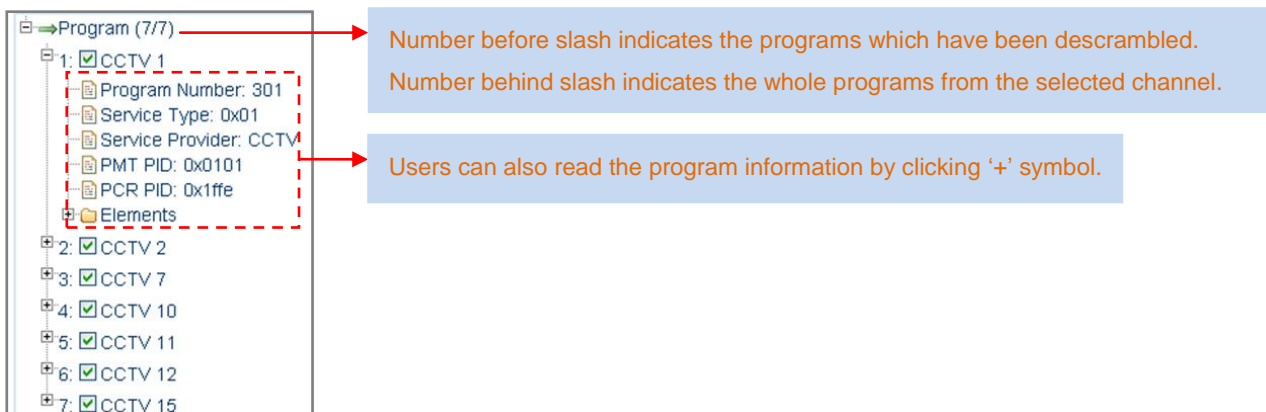 Program (7/7)
1: CCTV 1
Program Number: 301
Service Type: 0x01
Service Provider: CCTV
PMT PID: 0x0101
PCR PID: 0x1ffe
Elements
2: CCTV 2
3: CCTV 7
4: CCTV 10
5: CCTV 11
6: CCTV 12
7: CCTV 15
Number before slash indicates the programs which have been descrambled.
Number behind slash indicates the whole programs from the selected channel.
Users can also read the program information by clicking ‘+’ symbol.